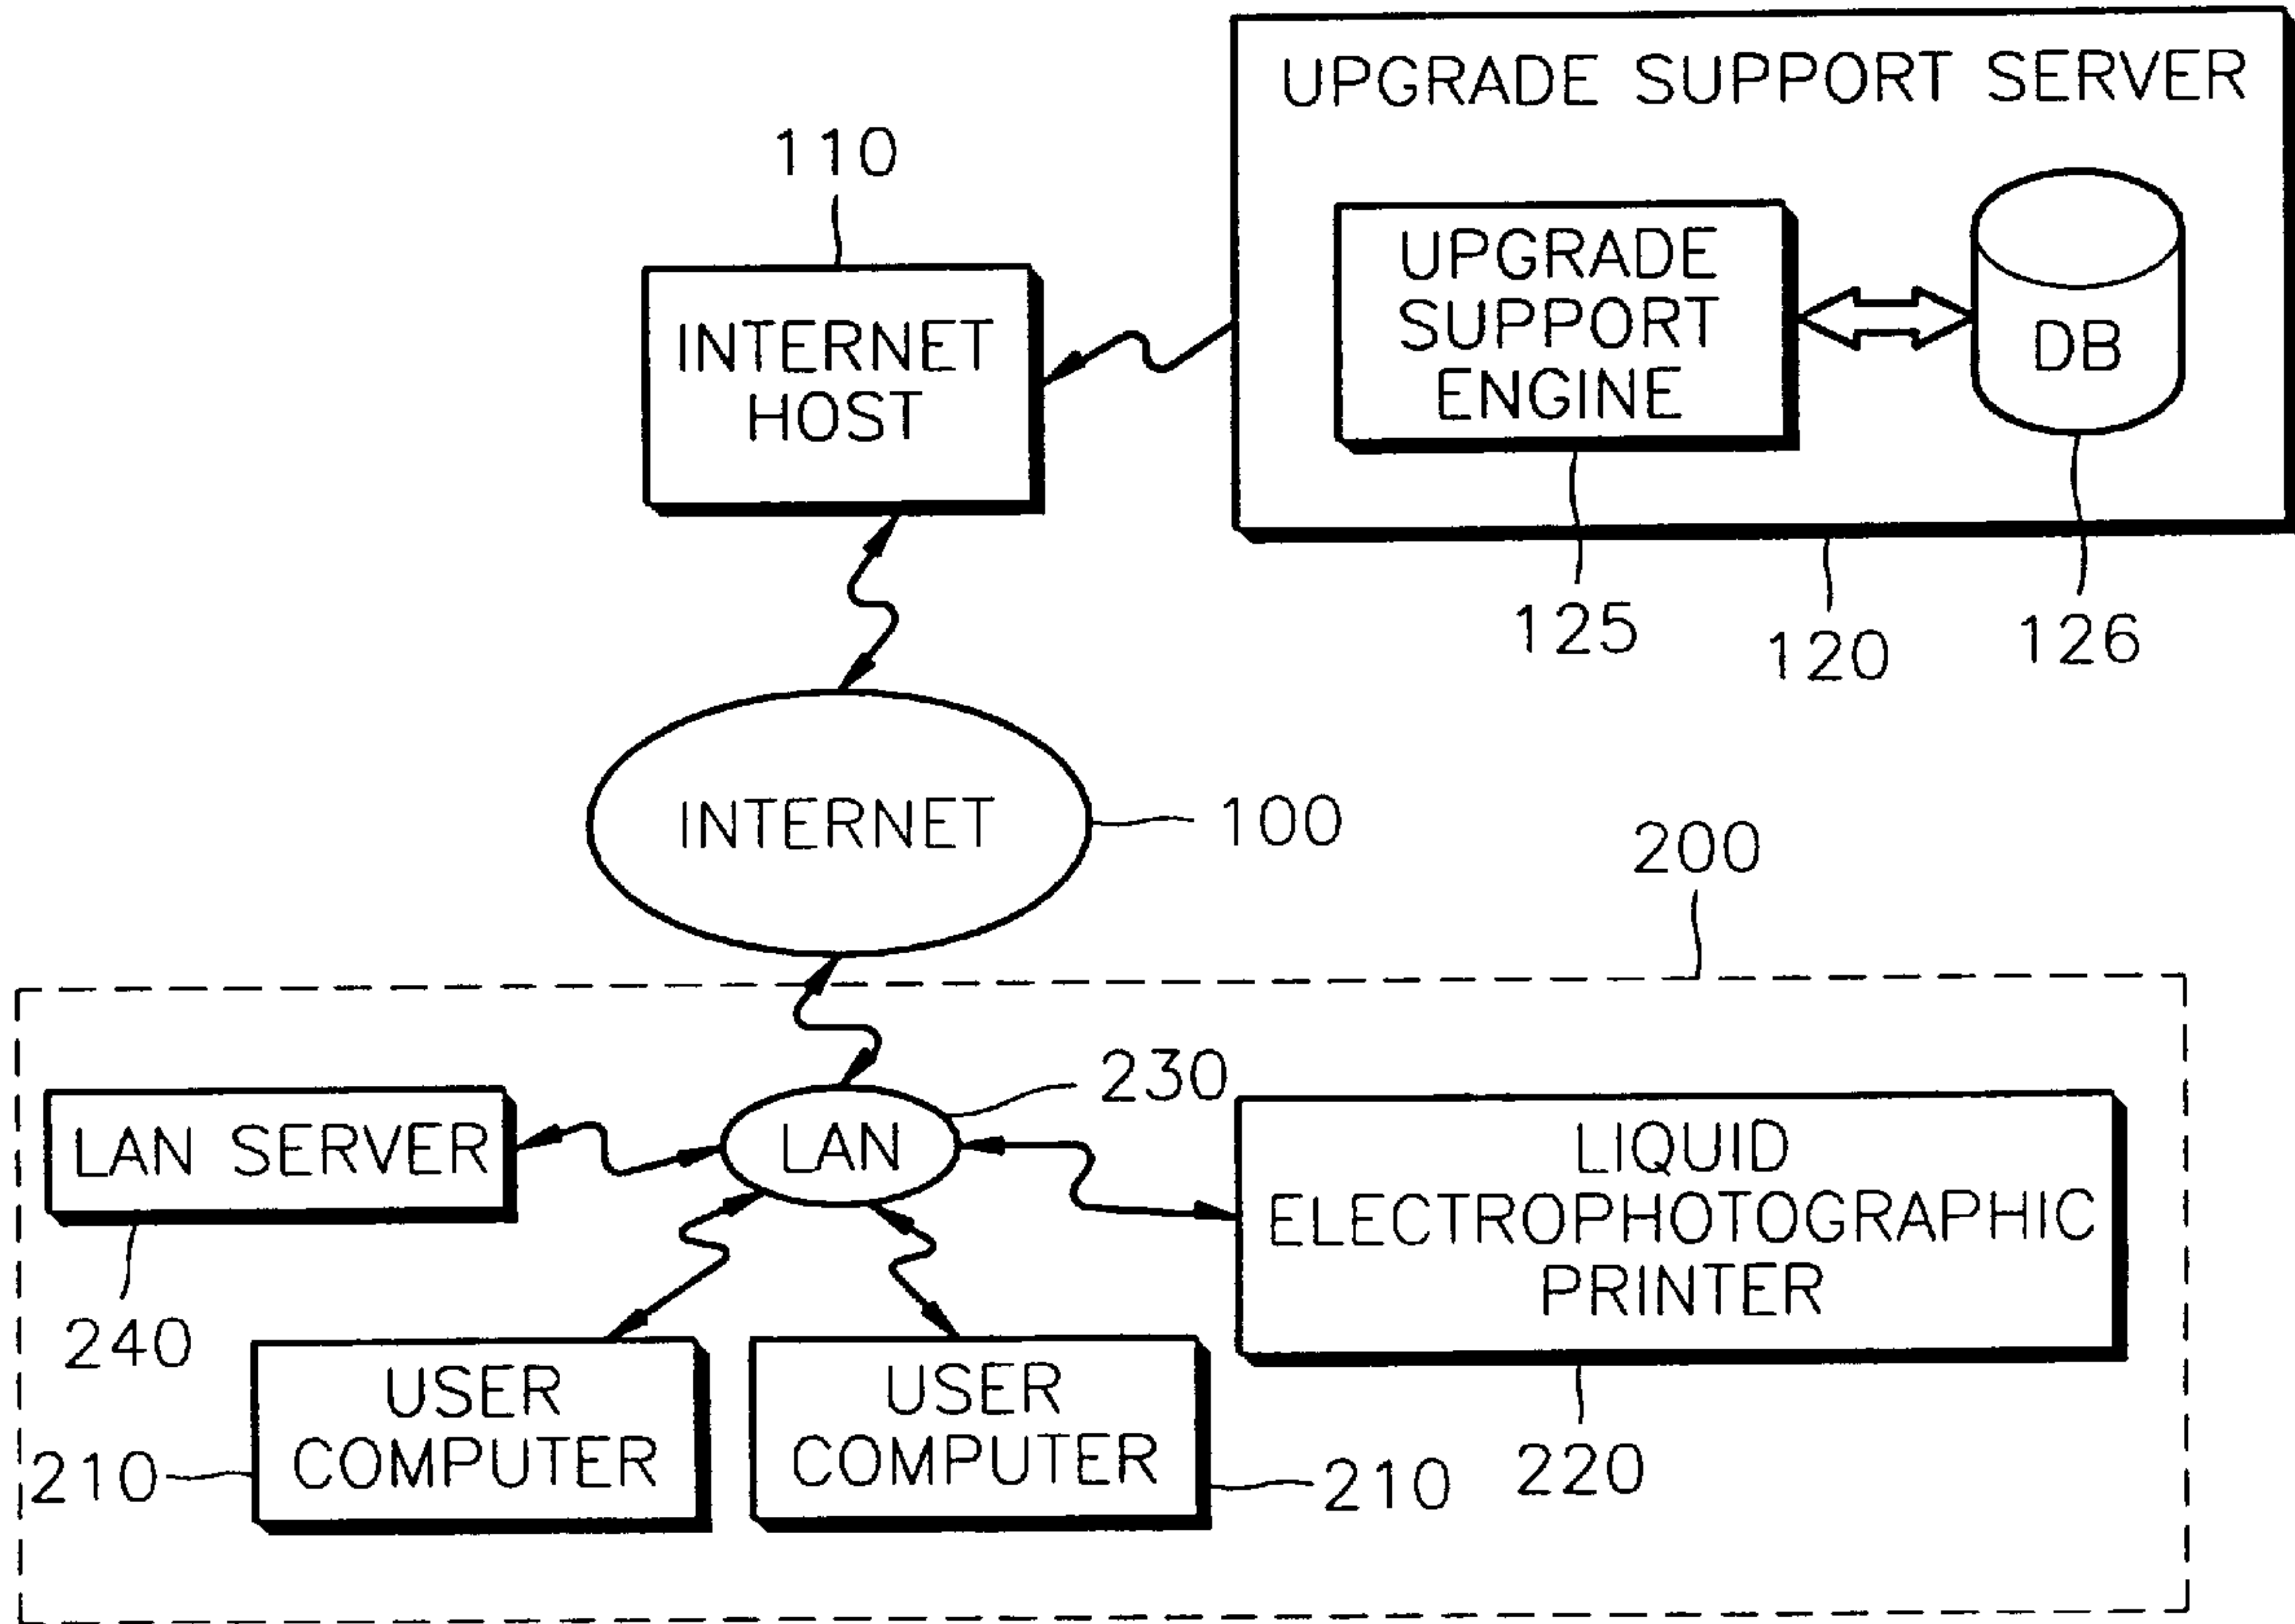 UPGRADE SUPPORT SERVER
110
UPGRADE
SUPPORT
ENGINE
DB
INTERNET
HOST
125
120
126
INTERNET
100
200
230
LAN SERVER
LAN
LIQUID
ELECTROPHOTOGRAPHIC
PRINTER
240
USER
COMPUTER
USER
COMPUTER
210
210
220